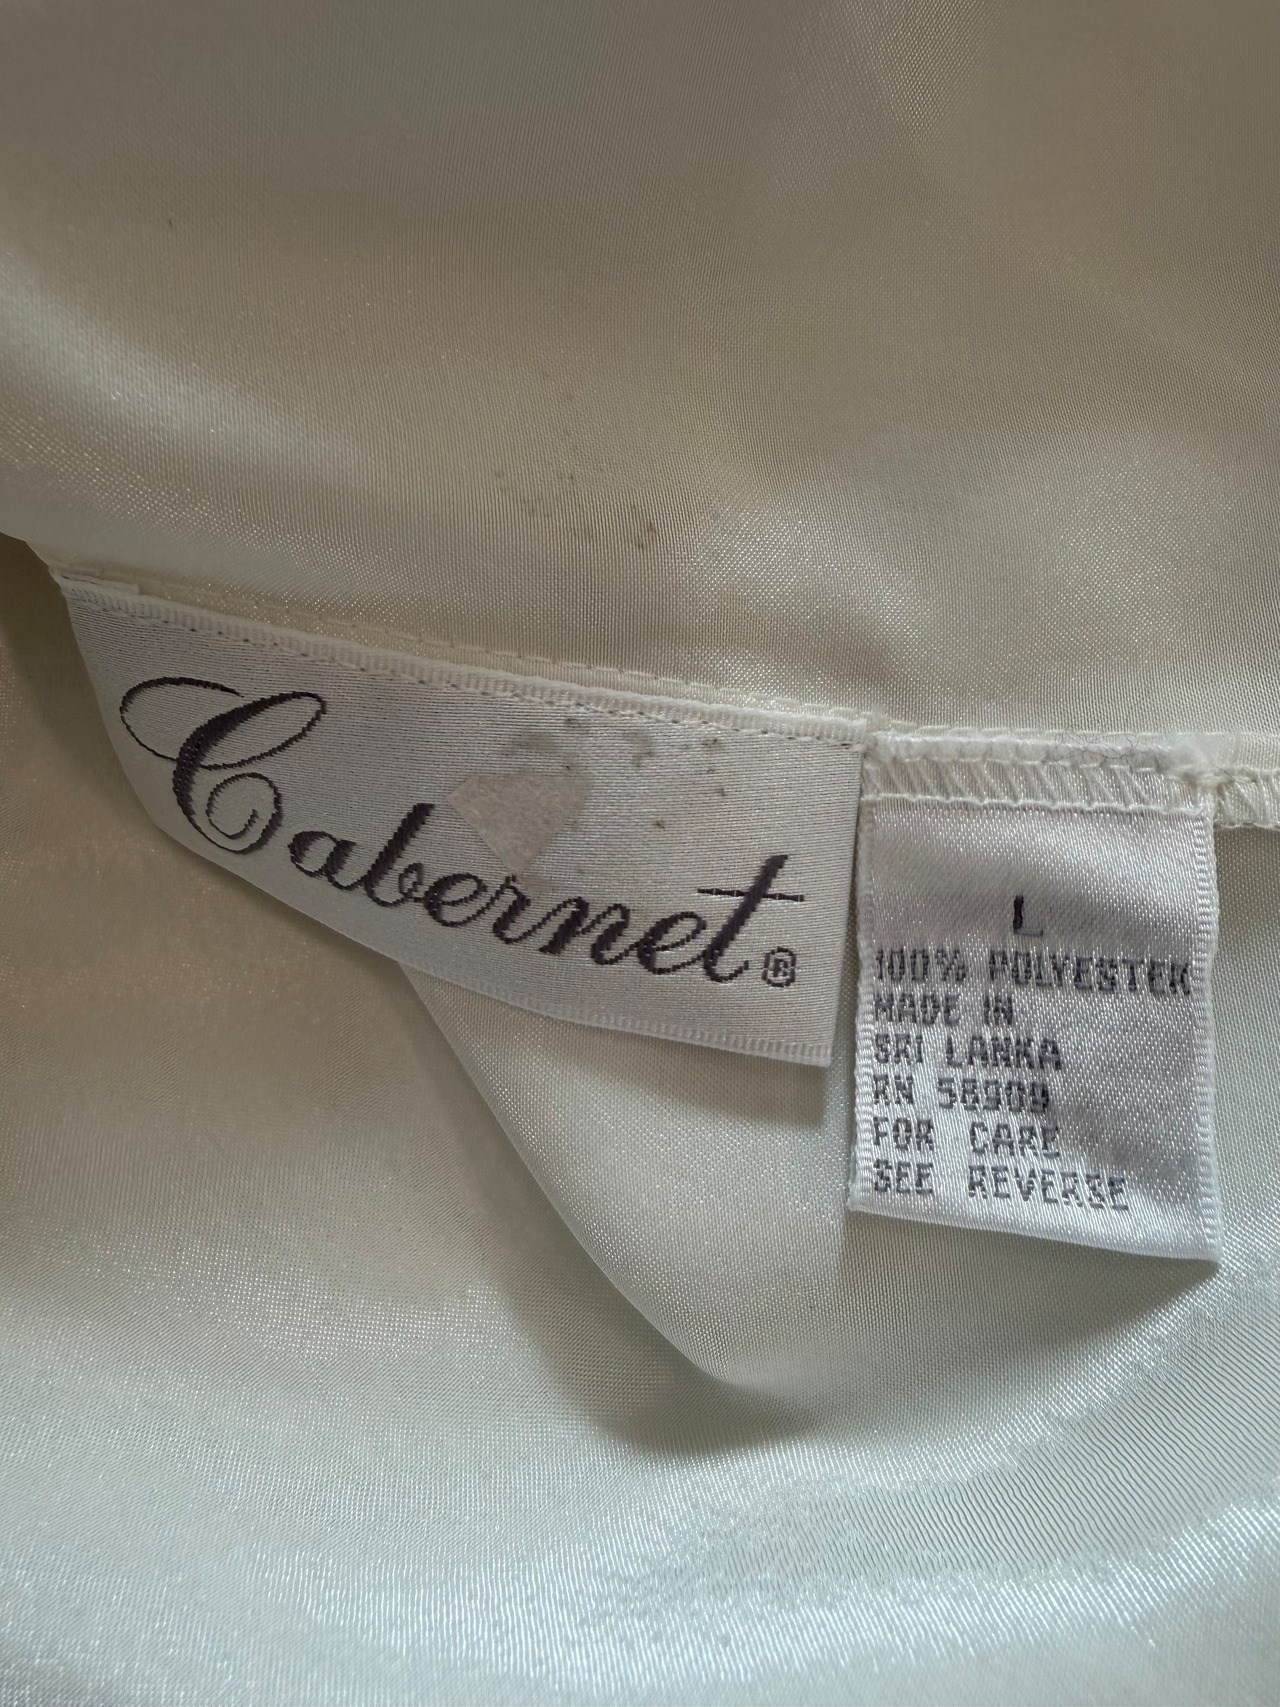 Cabernet®
L
100% POLYESTER
MADE IN
SRI LANKA
RN 58909
FOR CARE
SEE REVERSE